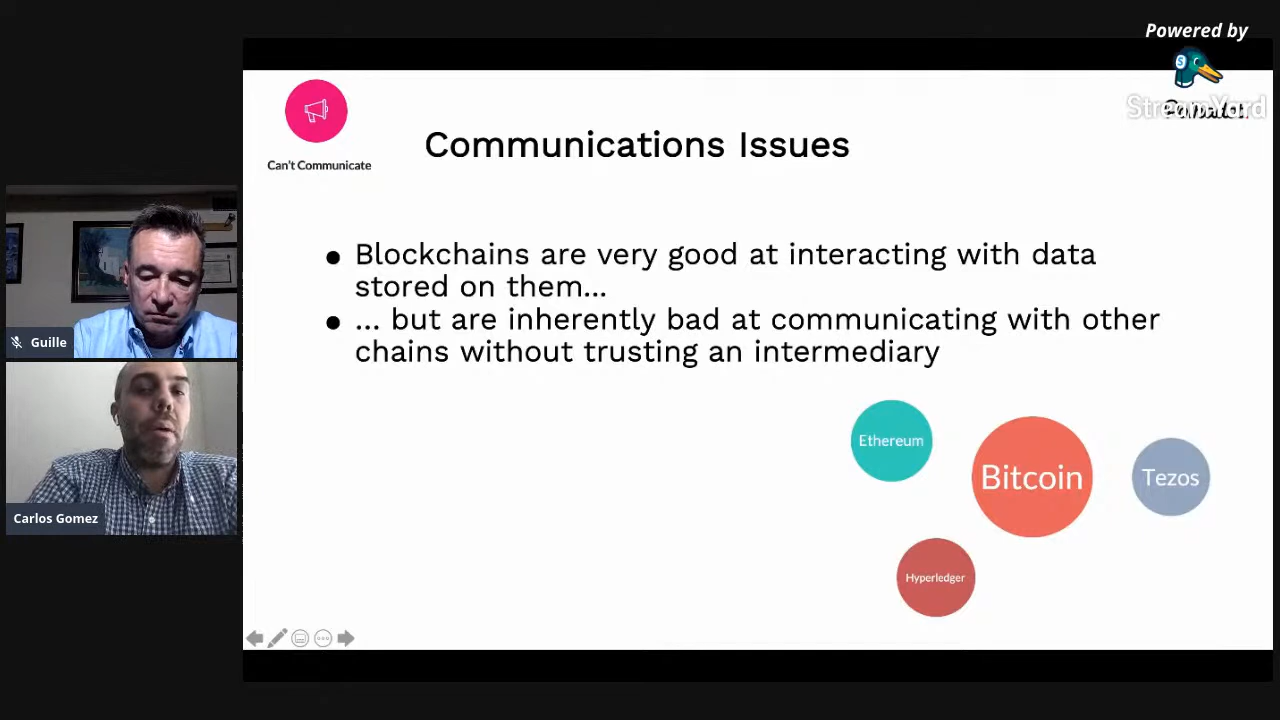 Powered by
StreamYard
Can't Communicate
Communications Issues
● Blockchains are very good at interacting with data
stored on them...
● ... but are inherently bad at communicating with other
chains without trusting an intermediary
Ethereum
Bitcoin
Tezos
Hyperledger
Guille
Carlos Gomez